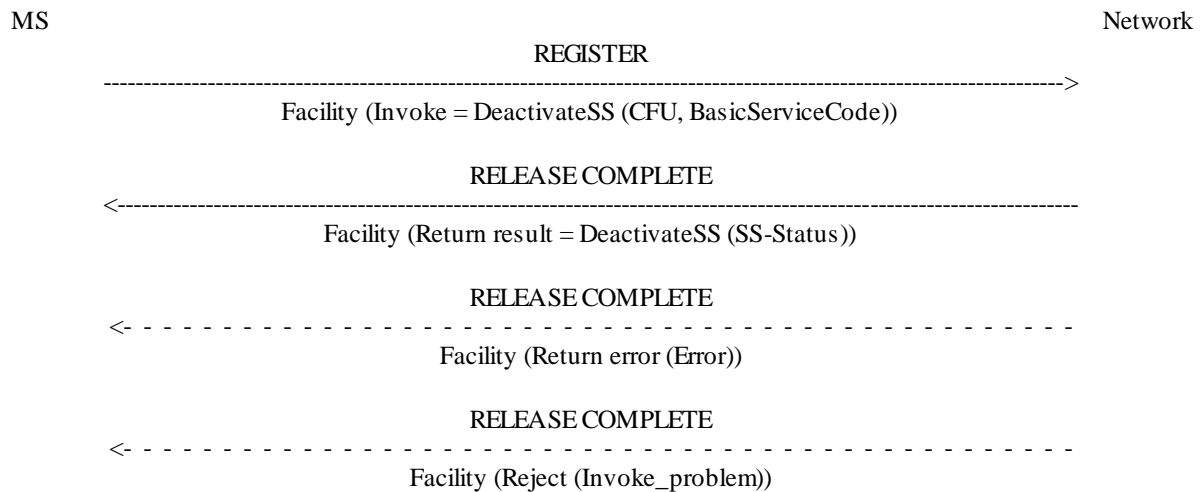 MS Network
REGISTER
Facility (Invoke = DeactivateSS (CFU, BasicServiceCode))
RELEASE COMPLETE
Facility (Return result = DeactivateSS (SS-Status))
RELEASE COMPLETE
Facility (Return error (Error))
RELEASE COMPLETE
Facility (Reject (Invoke_problem))